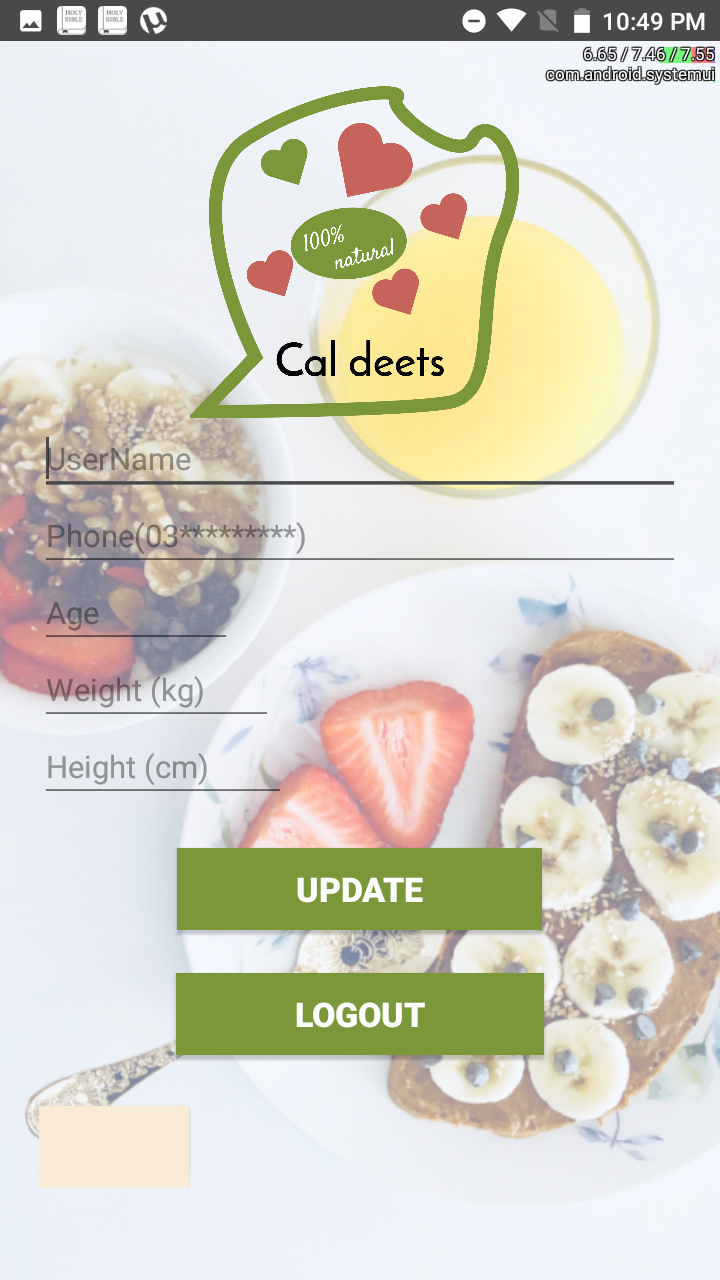 HOLY BIBLE
HOLY BIBLE
10:49 PM
6.65 / 7.46 / 7.55
com.android.systemui
100%
natural
Cal deets
UserName
Phone(03*********)
Age
Weight (kg)
Height (cm)
UPDATE
LOGOUT